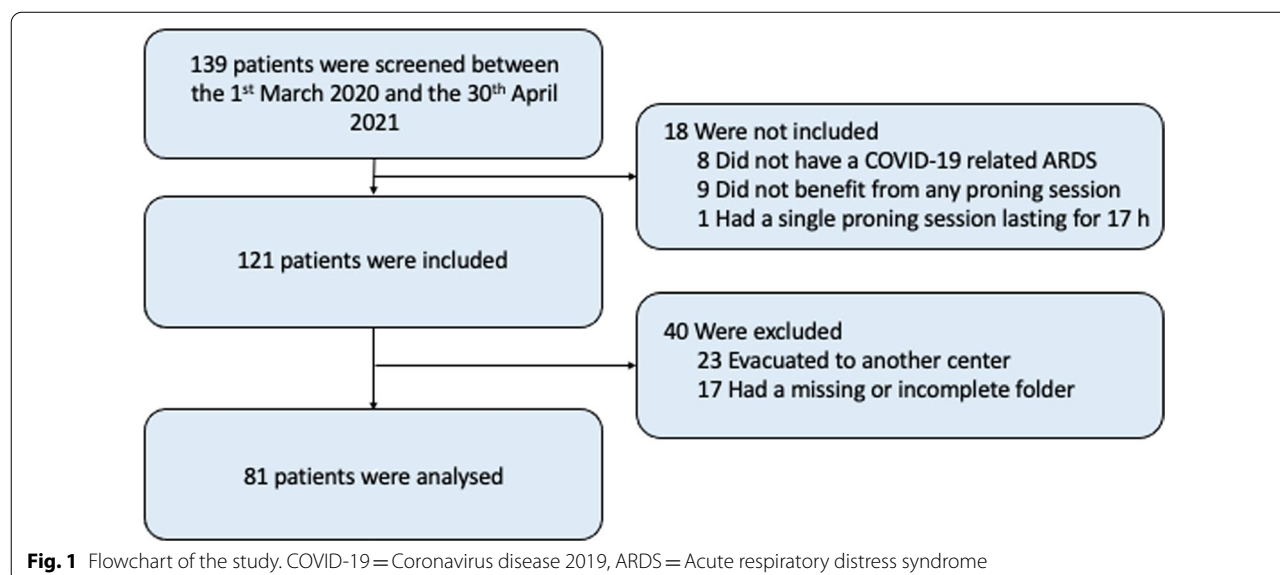 139 patients were screened between
the 1st March 2020 and the 30th April
2021
18 Were not included
8 Did not have a COVID-19 related ARDS
9 Did not benefit from any proning session
1 Had a single proning session lasting for 17 h
121 patients were included
40 Were excluded
23 Evacuated to another center
17 Had a missing or incomplete folder
81 patients were analysed
Fig. 1 Flowchart of the study. COVID-19 = Coronavirus disease 2019, ARDS = Acute respiratory distress syndrome